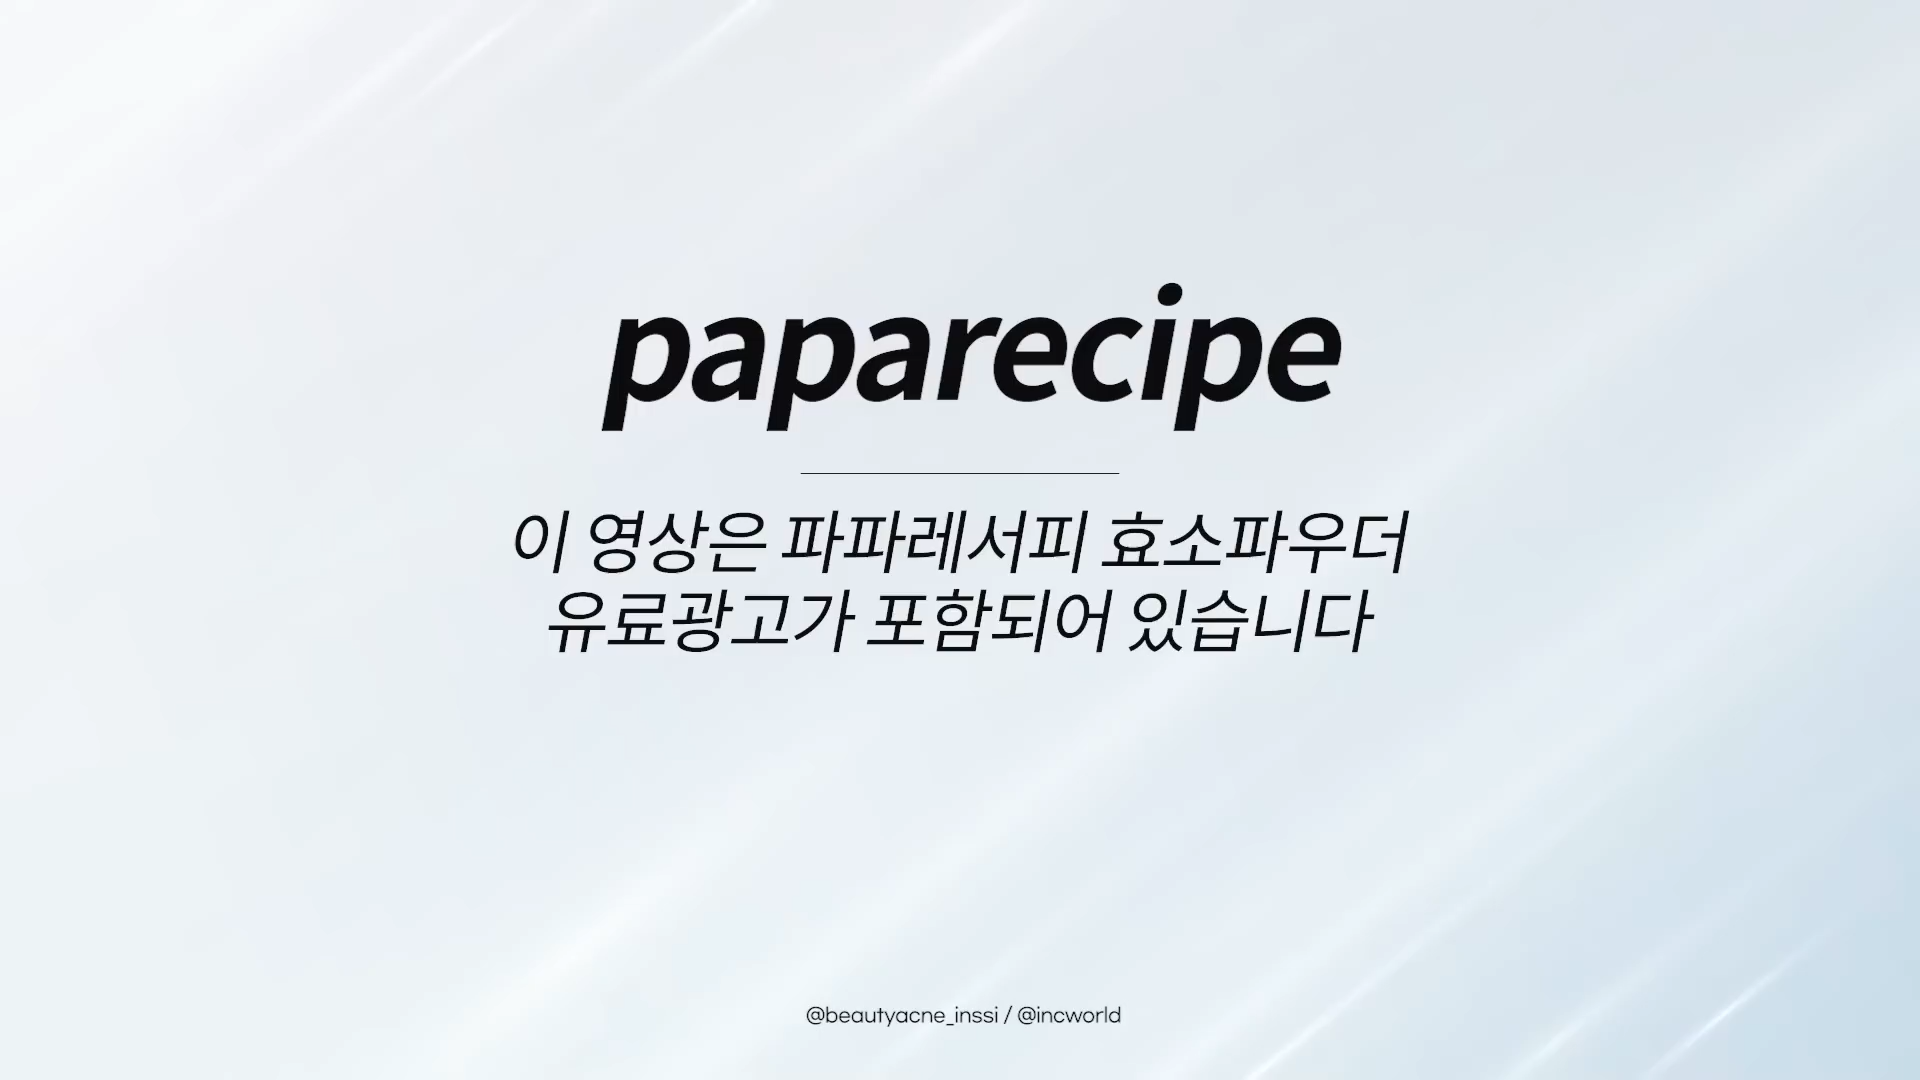 paparecipe
이 영상은 파파레서피 효소파우더
유료광고가 포함되어 있습니다
@beautyacne_inssi / @incworld